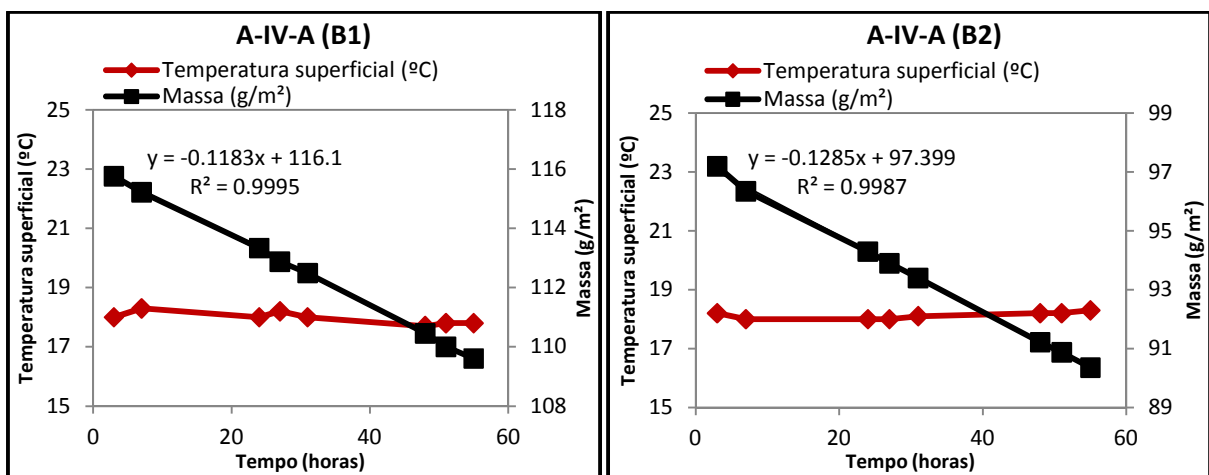 A-IV-A (B1)
Temperatura superficial (ºC)
Massa (g/m²)
25
23
21
19
17
15
118
116
114
112
110
108
0
20
40
60
y = -0.1183x + 116.1
R² = 0.9995
Temperatura superficial (ºC)
Massa (g/m²)
Tempo (horas)
A-IV-A (B2)
Temperatura superficial (ºC)
Massa (g/m²)
25
23
21
19
17
15
99
97
95
93
91
89
0
20
40
60
y = -0.1285x + 97.399
R² = 0.9987
Temperatura superficial (ºC)
Massa (g/m²)
Tempo (horas)